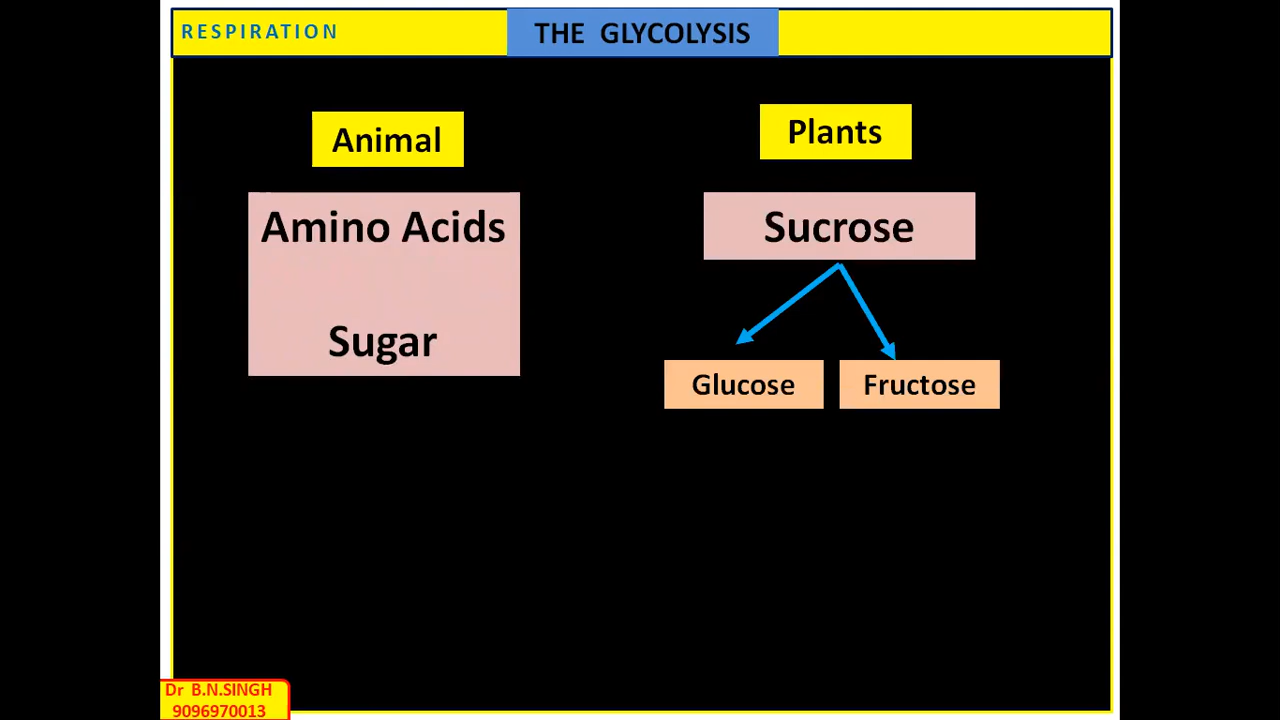 RESPIRATION
THE GLYCOLYSIS
Animal
Plants
Amino Acids
Sugar
Sucrose
Glucose
Fructose
Dr B.N.SINGH
9096970013